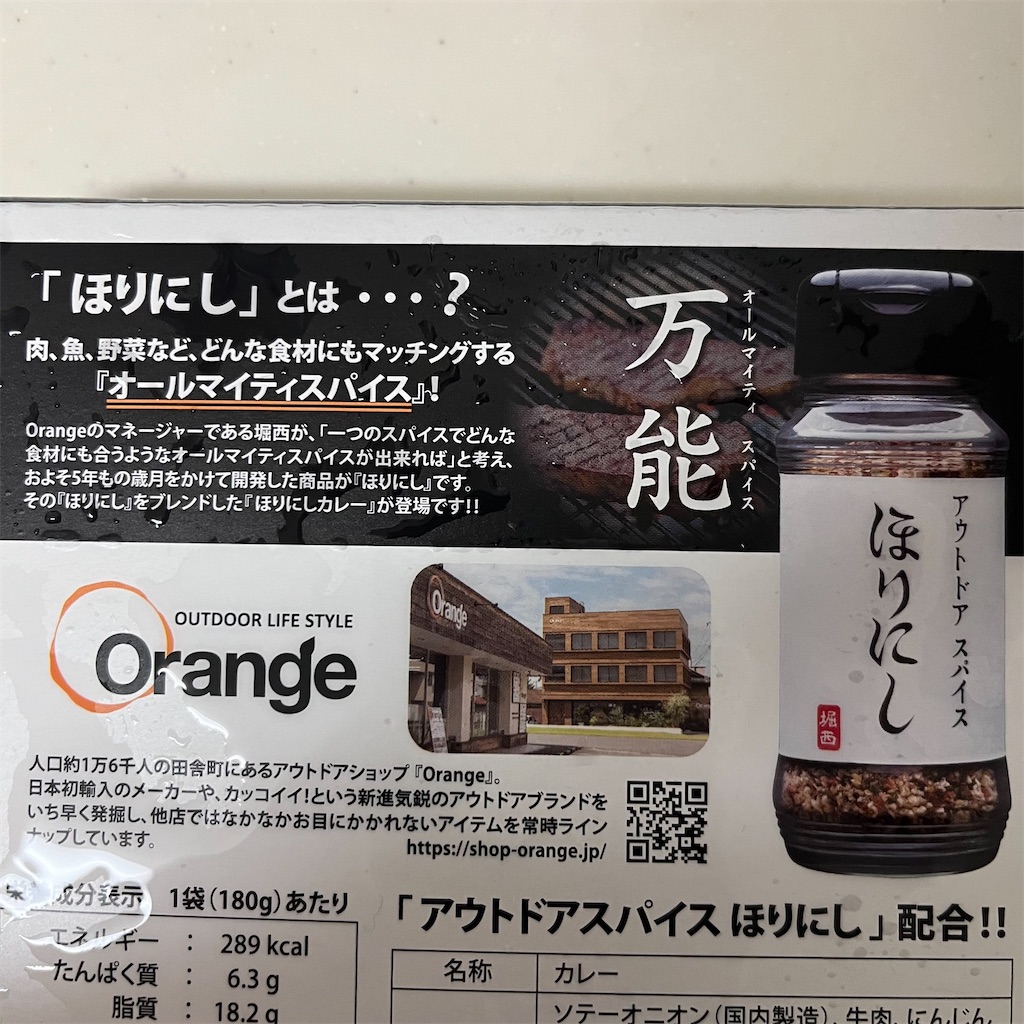 「ほりにし」とは・・・?
肉、魚、野菜など、どんな食材にもマッチングする
『オールマイティスパイス』!
Orangeのマネージャーである堀西が、「一つのスパイスでどんな
食材にも合うようなオールマイティスパイスが出来れば」と考え、
およそ5年もの歳月をかけて開発した商品が『ほりにし』です。
その『ほりにし』をブレンドした『ほりにしカレー』が登場です!!
万能
オールマイティ スパイス
アウトドア スパイス
ほりにし
堀西
OUTDOOR LIFE STYLE
Orange
Orange
人口約1万6千人の田舎町にあるアウトドアショップ『Orange』。
日本初輸入のメーカーや、カッコイイ!という新進気鋭のアウトドアブランドを
いち早く発掘し、他店ではなかなかお目にかかれないアイテムを常時ライン
ナップしています。
https://shop-orange.jp/
成分表示 1袋(180g)あたり
エネルギー : 289 kcal
たんぱく質 : 6.3 g
脂質 : 18.2 g
「アウトドアスパイス ほりにし」配合!!
名称 カレー
ソテーオニオン(国内製造)、牛肉、にんじん、